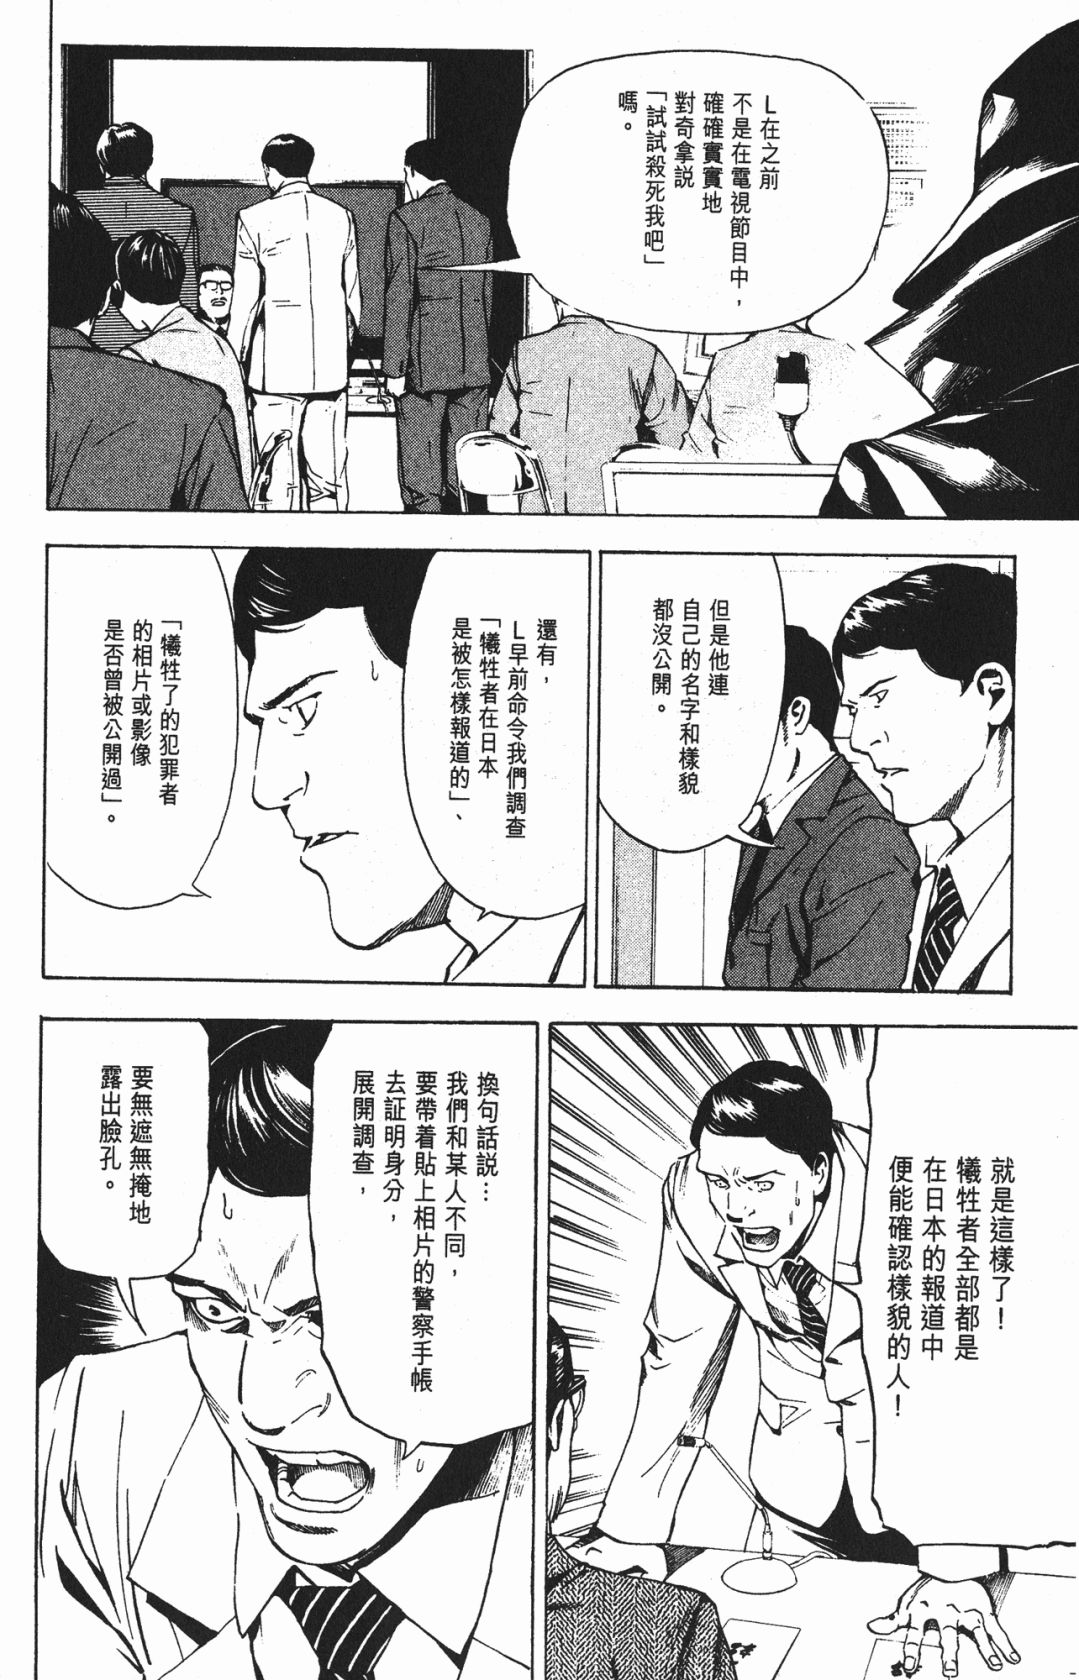 L在之前
不是在電視節目中，
確確實實地
對奇拿說
「試試殺死我吧」
嗎。
但是他連
自己的名字和樣貌
都沒公開。
還有，
L早前命令我們調查
「犧牲者在日本
是被怎樣報道的」、
「犧牲了的犯罪者
的相片或影像
是否曾被公開過」。
就是這樣了！
犧牲者全部都是
在日本的報道中
便能確認樣貌的人！
換句話說…
我們和某人不同，
要帶着貼上相片的警察手帳
去証明身分，
展開調查，
要無遮無掩地
露出臉孔。